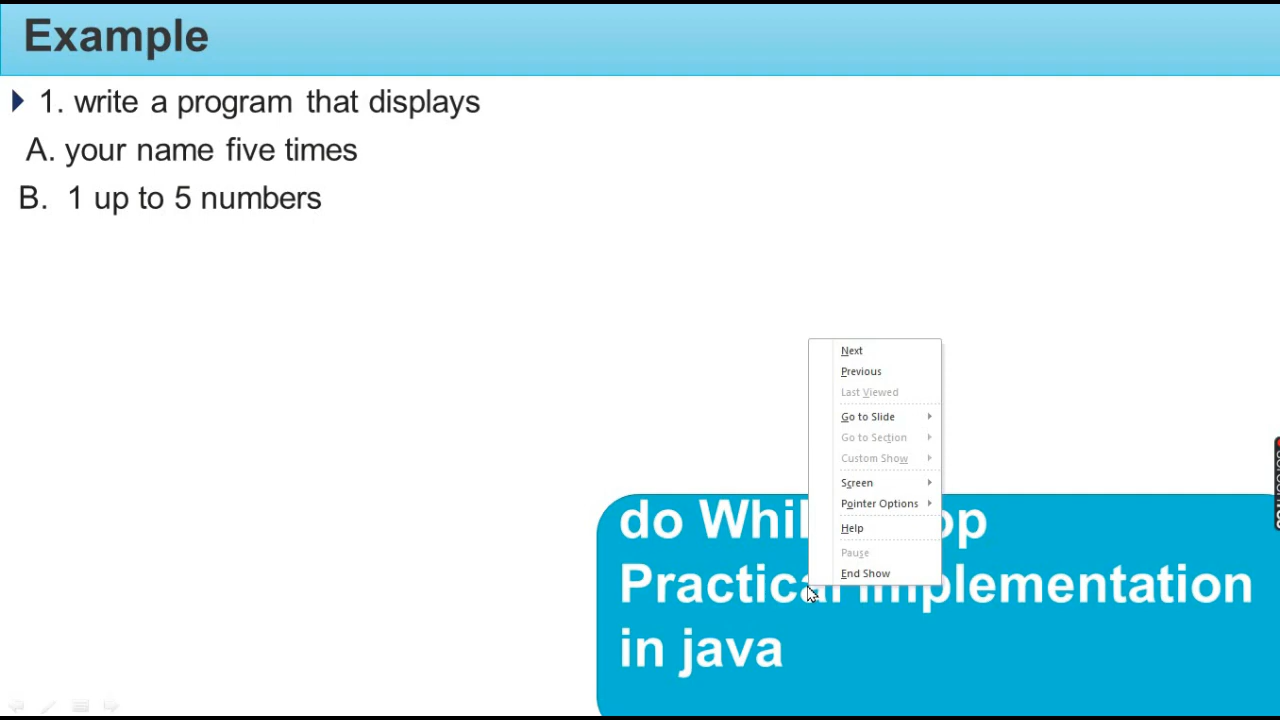 Example
1. write a program that displays
A. your name five times
B. 1 up to 5 numbers
Next
Previous
Last Viewed
Go to Slide
Go to Section
Custom Show
Screen
Pointer Options
Help
Pause
End Show
do Whil op
Practical Implementation
in java